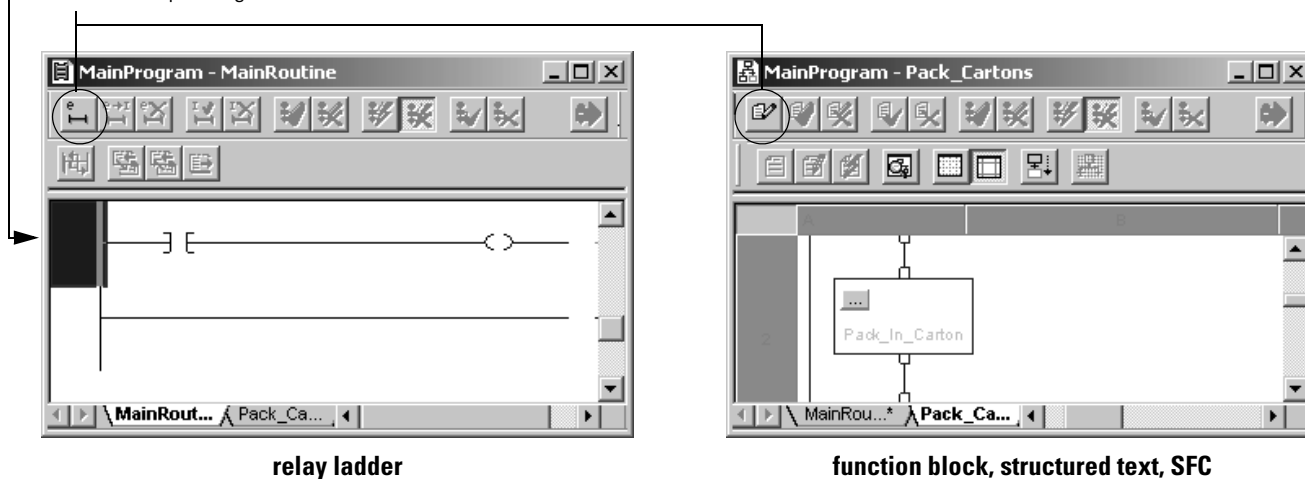 MainProgram - MainRoutine
MainProgram - Pack_Cartons
A
B
2
...
Pack_In_Carton
MainRout...
Pack_Ca...
MainRou...*
Pack_Ca...
relay ladder
function block, structured text, SFC